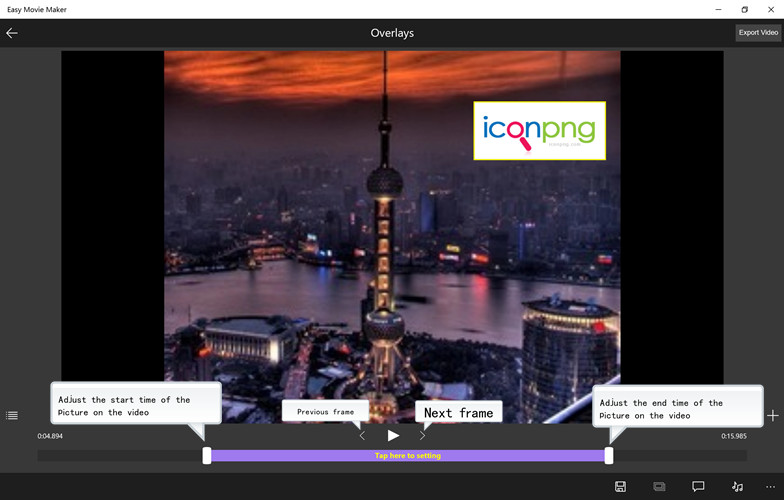 Easy Movie Maker
Overlays
Export Video
iconpng
iconpng.com
Adjust the start time of the
Picture on the video
Previous frame
Next frame
Adjust the end time of the
Picture on the video
0:04.894
0:15.985
Tap here to setting